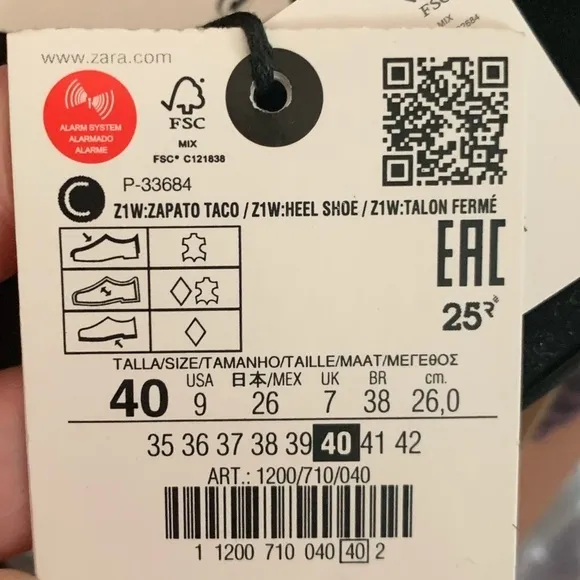 www.zara.com
FSC
MIX
ALARM SYSTEM
ALARMADO
ALARME
FSC
MIX
FSC® C121838
C P-33684
Z1W:ZAPATO TACO / Z1W:HEEL SHOE / Z1W:TALON FERMÉ
EAC
25
TALLA/SIZE/TAMANHO/TAILLE/MAAT/ΜΕΓΕΘΟΣ
40 USA 9 日本/MEX 26 UK 7 BR 38 cm. 26,0
35 36 37 38 39 40 41 42
ART.: 1200/710/040
1 1200 710 040 40 2